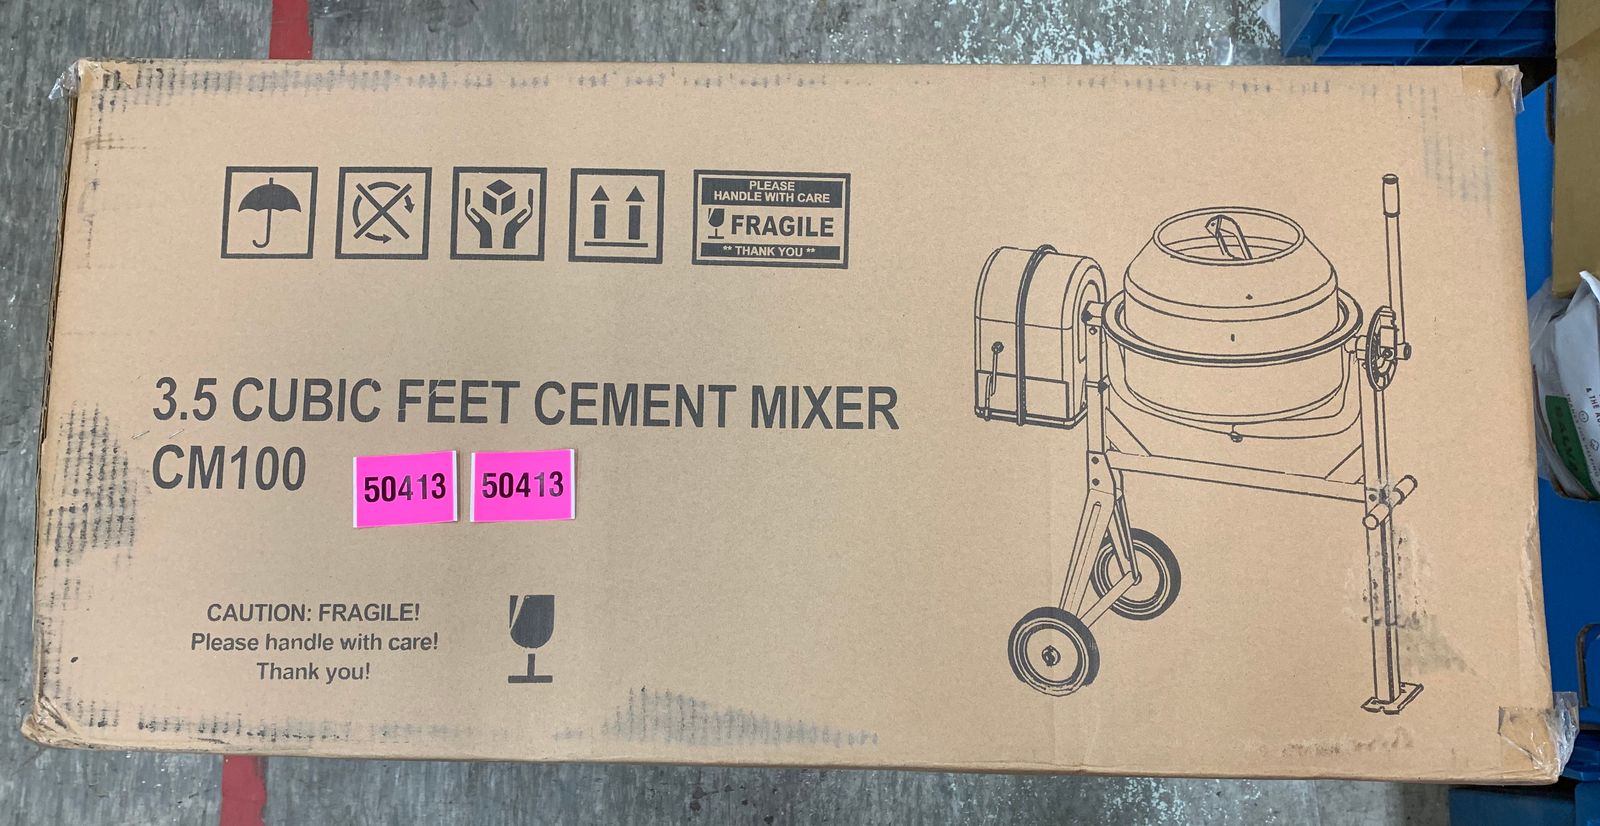 PLEASE
HANDLE WITH CARE
FRAGILE
** THANK YOU **
3.5 CUBIC FEET CEMENT MIXER
CM100
50413
50413
CAUTION: FRAGILE!
Please handle with care!
Thank you!